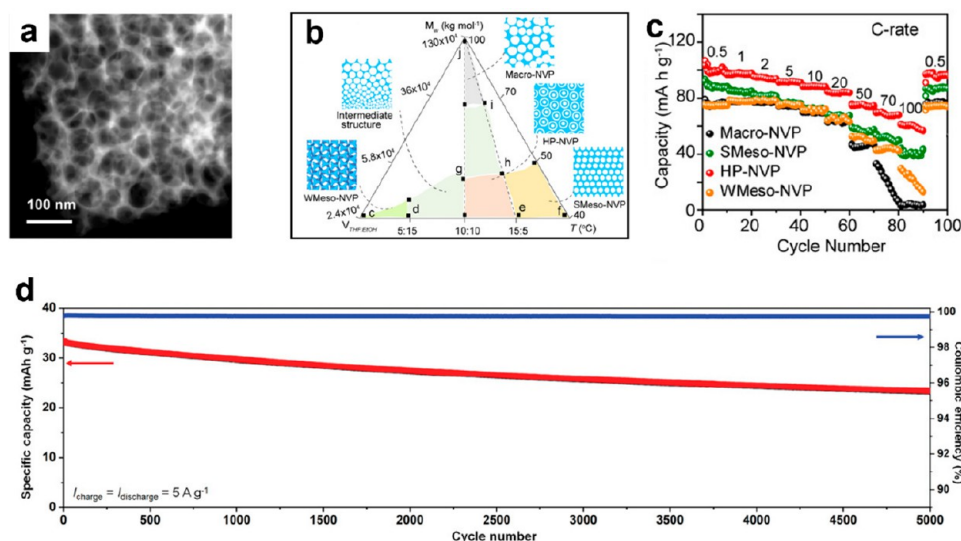 a
100 nm
b
Mw (kg mol⁻¹)
130x10⁴
100
j
Macro-NVP
36x10⁴
70
i
Intermediate
structure
HP-NVP
5.8x10⁴
g
h
50
WMeso-NVP
SMeso-NVP
2.4x10⁴
c
d
e
f
40
V THF:EtOH
5:15
10:10
15:5
T (°C)
c
C-rate
Capacity (mA h g⁻¹)
120
80
40
0
0.5
1
2
5
10
20
50
70
100
0.5
Macro-NVP
SMeso-NVP
HP-NVP
WMeso-NVP
0 20 40 60 80 100
Cycle Number
d
Specific capacity (mAh g⁻¹)
40
30
20
10
0
Icharge = Idischarge = 5 A g⁻¹
0 500 1000 1500 2000 2500 3000 3500 4000 4500 5000
Cycle number
100
98
96
94
92
90
Coulombic efficiency (%)